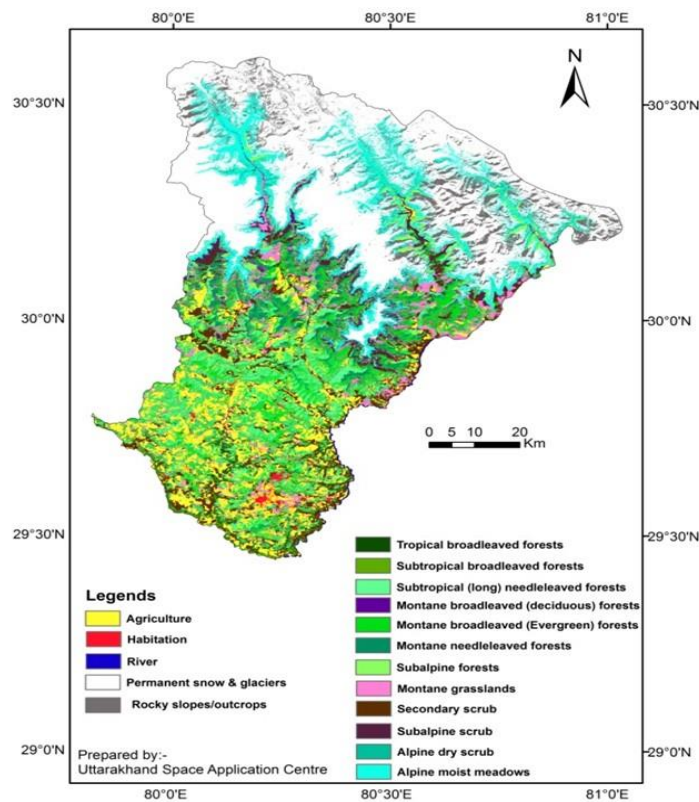 80°0'E 80°30'E 81°0'E
N
30°30'N 30°30'N
30°0'N 30°0'N
0 5 10 20
Km
29°30'N 29°30'N
Legends
Agriculture
Habitation
River
Permanent snow & glaciers
Rocky slopes/outcrops
Tropical broadleaved forests
Subtropical broadleaved forests
Subtropical (long) needleleaved forests
Montane broadleaved (deciduous) forests
Montane broadleaved (Evergreen) forests
Montane needleleaved forests
Subalpine forests
Montane grasslands
Secondary scrub
Subalpine scrub
Alpine dry scrub
Alpine moist meadows
29°0'N 29°0'N
Prepared by:-
Uttarakhand Space Application Centre
80°0'E 80°30'E 81°0'E